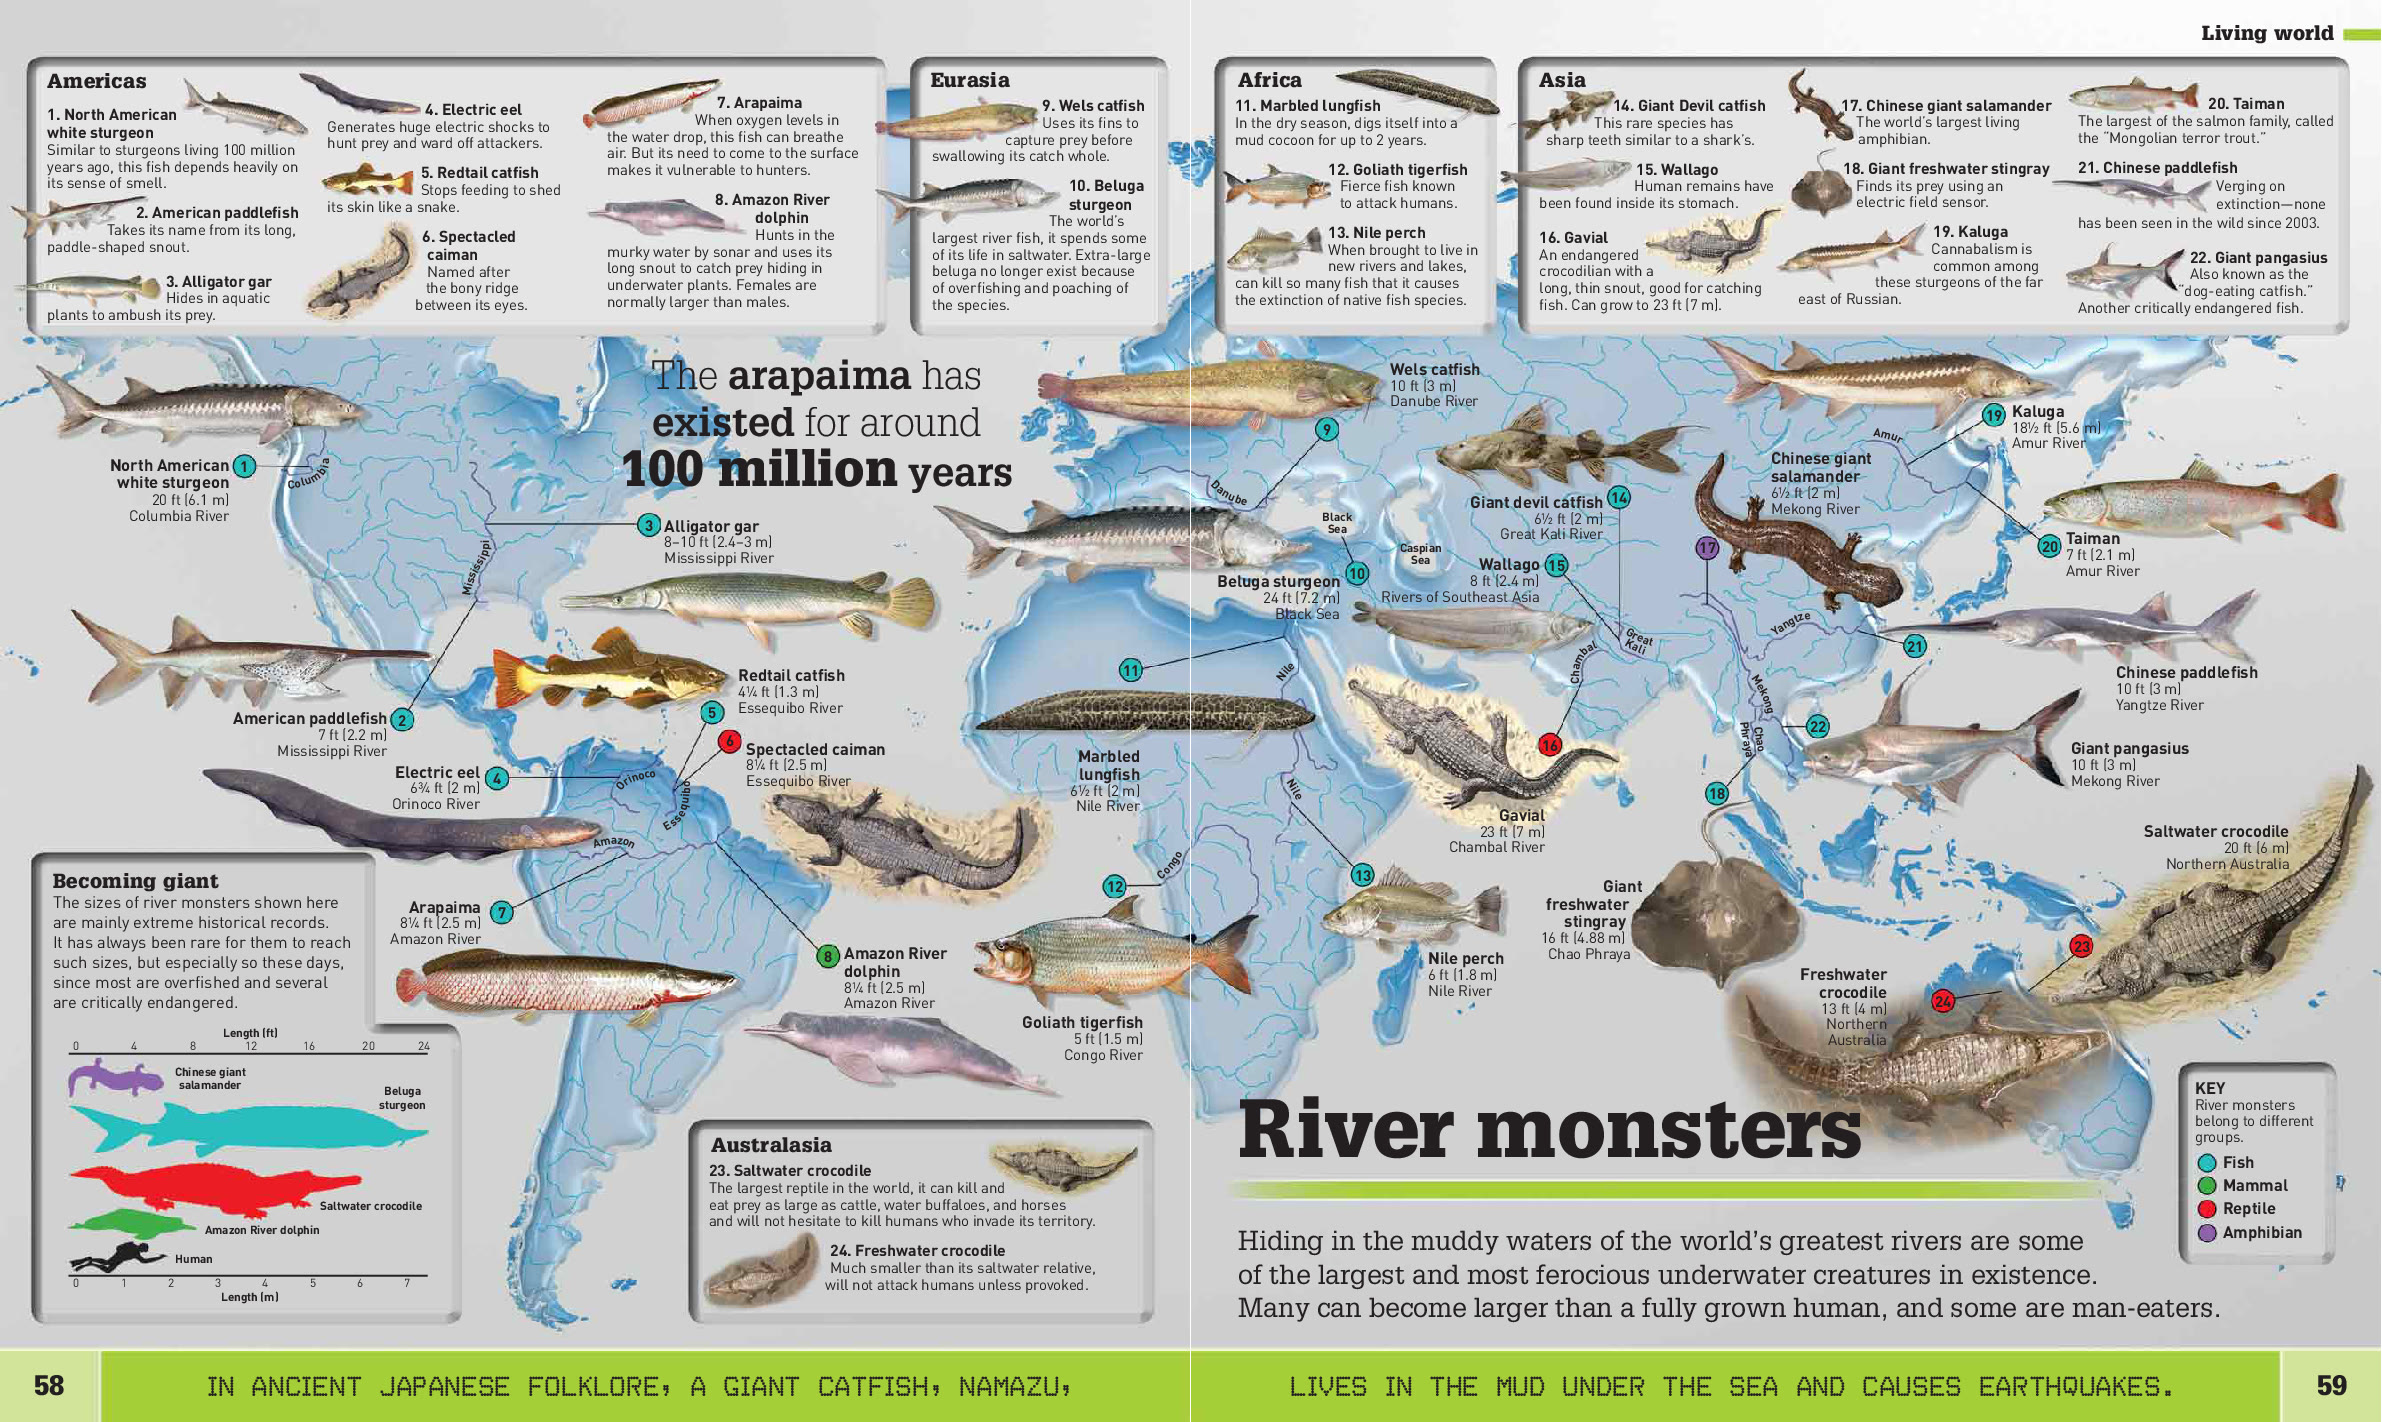 Living world
Americas
1. North American
white sturgeon
Similar to sturgeons living 100 million
years ago, this fish depends heavily on
its sense of smell.
2. American paddlefish
Takes its name from its long,
paddle-shaped snout.
3. Alligator gar
Hides in aquatic
plants to ambush its prey.
4. Electric eel
Generates huge electric shocks to
hunt prey and ward off attackers.
5. Redtail catfish
Stops feeding to shed
its skin like a snake.
6. Spectacled
caiman
Named after
the bony ridge
between its eyes.
7. Arapaima
When oxygen levels in
the water drop, this fish can breathe
air. But its need to come to the surface
makes it vulnerable to hunters.
8. Amazon River
dolphin
Hunts in the
murky water by sonar and uses its
long snout to catch prey hiding in
underwater plants. Females are
normally larger than males.
Eurasia
9. Wels catfish
Uses its fins to
capture prey before
swallowing its catch whole.
10. Beluga
sturgeon
The world's
largest river fish, it spends some
of its life in saltwater. Extra-large
beluga no longer exist because
of overfishing and poaching of
the species.
Africa
11. Marbled lungfish
In the dry season, digs itself into a
mud cocoon for up to 2 years.
12. Goliath tigerfish
Fierce fish known
to attack humans.
13. Nile perch
When brought to live in
new rivers and lakes,
can kill so many fish that it causes
the extinction of native fish species.
Asia
14. Giant Devil catfish
This rare species has
sharp teeth similar to a shark's.
15. Wallago
Human remains have
been found inside its stomach.
16. Gavial
An endangered
crocodilian with a
long, thin snout, good for catching
fish. Can grow to 23 ft (7 m).
17. Chinese giant salamander
The world's largest living
amphibian.
18. Giant freshwater stingray
Finds its prey using an
electric field sensor.
19. Kaluga
Cannabalism is
common among
these sturgeons of the far
east of Russian.
20. Taiman
The largest of the salmon family, called
the "Mongolian terror trout."
21. Chinese paddlefish
Verging on
extinction—none
has been seen in the wild since 2003.
22. Giant pangasius
Also known as the
"dog-eating catfish."
Another critically endangered fish.
The arapaima has
existed for around
100 million years
North American
white sturgeon
20 ft (6.1 m)
Columbia River
1
Columbia
3
Alligator gar
8–10 ft (2.4–3 m)
Mississippi River
Mississippi
American paddlefish
7 ft (2.2 m)
Mississippi River
2
Redtail catfish
4¼ ft (1.3 m)
Essequibo River
5
6
Spectacled caiman
8¼ ft (2.5 m)
Essequibo River
Electric eel
6¾ ft (2 m)
Orinoco River
4
Orinoco
Essequibo
Amazon
Arapaima
8¼ ft (2.5 m)
Amazon River
7
8
Amazon River
dolphin
8¼ ft (2.5 m)
Amazon River
Wels catfish
10 ft (3 m)
Danube River
9
Danube
Black
Sea
Caspian
Sea
Beluga sturgeon
24 ft (7.2 m)
Black Sea
10
11
Nile
Marbled
lungfish
6½ ft (2 m)
Nile River
Nile
12
Congo
Goliath tigerfish
5 ft (1.5 m)
Congo River
13
Nile perch
6 ft (1.8 m)
Nile River
Giant devil catfish
6½ ft (2 m)
Great Kali River
14
Wallago
8 ft (2.4 m)
Rivers of Southeast Asia
15
Great
Kali
Chambal
16
Gavial
23 ft (7 m)
Chambal River
Chinese giant
salamander
6½ ft (2 m)
Mekong River
17
Amur
19
Kaluga
18½ ft (5.6 m)
Amur River
20
Taiman
7 ft (2.1 m)
Amur River
Yangtze
21
Chinese paddlefish
10 ft (3 m)
Yangtze River
Mekong
Chao
Phraya
22
Giant pangasius
10 ft (3 m)
Mekong River
18
Giant
freshwater
stingray
16 ft (4.88 m)
Chao Phraya
Saltwater crocodile
20 ft (6 m)
Northern Australia
23
Freshwater
crocodile
13 ft (4 m)
Northern
Australia
24
Becoming giant
The sizes of river monsters shown here
are mainly extreme historical records.
It has always been rare for them to reach
such sizes, but especially so these days,
since most are overfished and several
are critically endangered.
Length (ft)
0 4 8 12 16 20 24
Chinese giant
salamander
Beluga
sturgeon
Saltwater crocodile
Amazon River dolphin
Human
0 1 2 3 4 5 6 7
Length (m)
Australasia
23. Saltwater crocodile
The largest reptile in the world, it can kill and
eat prey as large as cattle, water buffaloes, and horses
and will not hesitate to kill humans who invade its territory.
24. Freshwater crocodile
Much smaller than its saltwater relative,
will not attack humans unless provoked.
River monsters
Hiding in the muddy waters of the world's greatest rivers are some
of the largest and most ferocious underwater creatures in existence.
Many can become larger than a fully grown human, and some are man-eaters.
KEY
River monsters
belong to different
groups.
Fish
Mammal
Reptile
Amphibian
58
IN ANCIENT JAPANESE FOLKLORE, A GIANT CATFISH, NAMAZU,
LIVES IN THE MUD UNDER THE SEA AND CAUSES EARTHQUAKES.
59